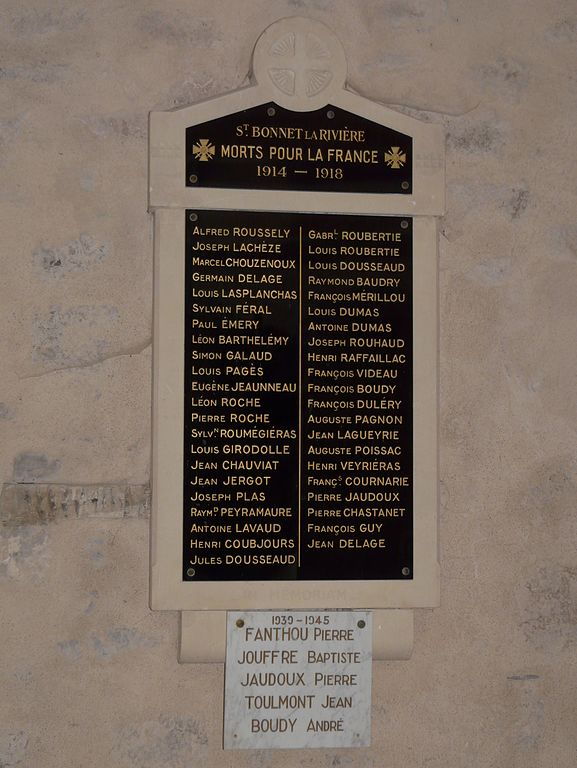 ST BONNET LA RIVIÈRE
MORTS POUR LA FRANCE
1914 — 1918
ALFRED ROUSSELY
JOSEPH LACHÈZE
MARCEL CHOUZENOUX
GERMAIN DELAGE
LOUIS LASPLANCHAS
SYLVAIN FÉRAL
PAUL ÉMERY
LÉON BARTHELÉMY
SIMON GALAUD
LOUIS PAGÈS
EUGÈNE JEAUNNEAU
LÉON ROCHE
PIERRE ROCHE
SYLVN ROUMÉGIÉRAS
LOUIS GIRODOLLE
JEAN CHAUVIAT
JEAN JERGOT
JOSEPH PLAS
RAYMD PEYRAMAURE
ANTOINE LAVAUD
HENRI COUBJOURS
JULES DOUSSEAUD
GABRL ROUBERTIE
LOUIS ROUBERTIE
LOUIS DOUSSEAUD
RAYMOND BAUDRY
FRANÇOIS MÉRILLOU
LOUIS DUMAS
ANTOINE DUMAS
JOSEPH ROUHAUD
HENRI RAFFAILLAC
FRANÇOIS VIDEAU
FRANÇOIS BOUDY
FRANÇOIS DULÉRY
AUGUSTE PAGNON
JEAN LAGUEYRIE
AUGUSTE POISSAC
HENRI VEYRIÉRAS
FRANÇS COURNARIE
PIERRE JAUDOUX
PIERRE CHASTANET
FRANÇOIS GUY
JEAN DELAGE
IN MEMORIAM
1939-1945
FANTHOU PIERRE
JOUFFRE BAPTISTE
JAUDOUX PIERRE
TOULMONT JEAN
BOUDY ANDRÉ